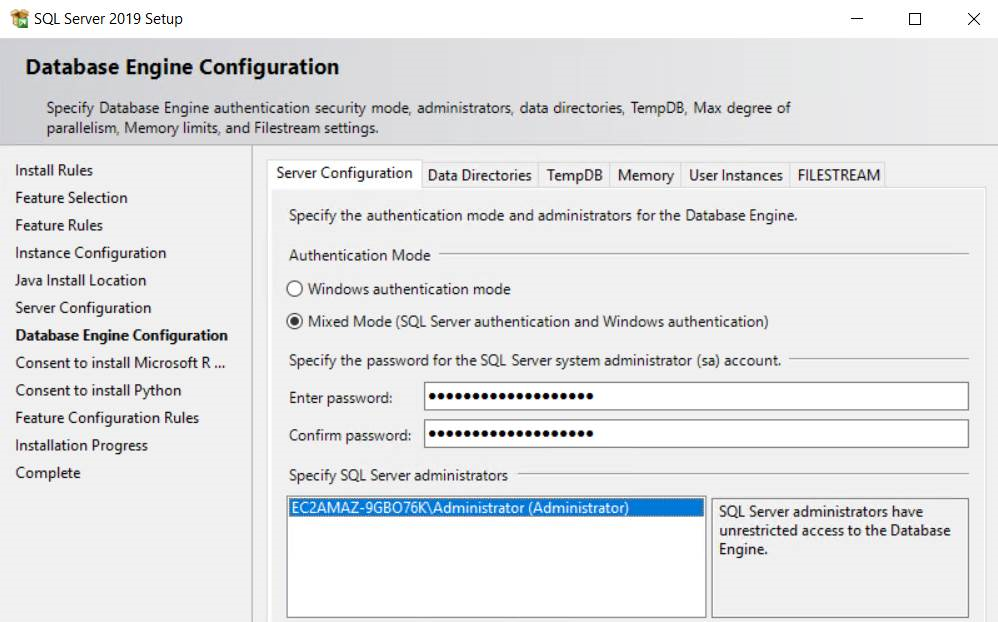 SQL Server 2019 Setup
Database Engine Configuration
Specify Database Engine authentication security mode, administrators, data directories, TempDB, Max degree of
parallelism, Memory limits, and Filestream settings.
Install Rules
Feature Selection
Feature Rules
Instance Configuration
Java Install Location
Server Configuration
Database Engine Configuration
Consent to install Microsoft R ...
Consent to install Python
Feature Configuration Rules
Installation Progress
Complete
Server Configuration Data Directories TempDB Memory User Instances FILESTREAM
Specify the authentication mode and administrators for the Database Engine.
Authentication Mode
Windows authentication mode
Mixed Mode (SQL Server authentication and Windows authentication)
Specify the password for the SQL Server system administrator (sa) account.
Enter password: ●●●●●●●●●●●●●●●●●●●
Confirm password: ●●●●●●●●●●●●●●●●●●●
Specify SQL Server administrators
EC2AMAZ-9GBO76K\Administrator (Administrator)
SQL Server administrators have
unrestricted access to the Database
Engine.